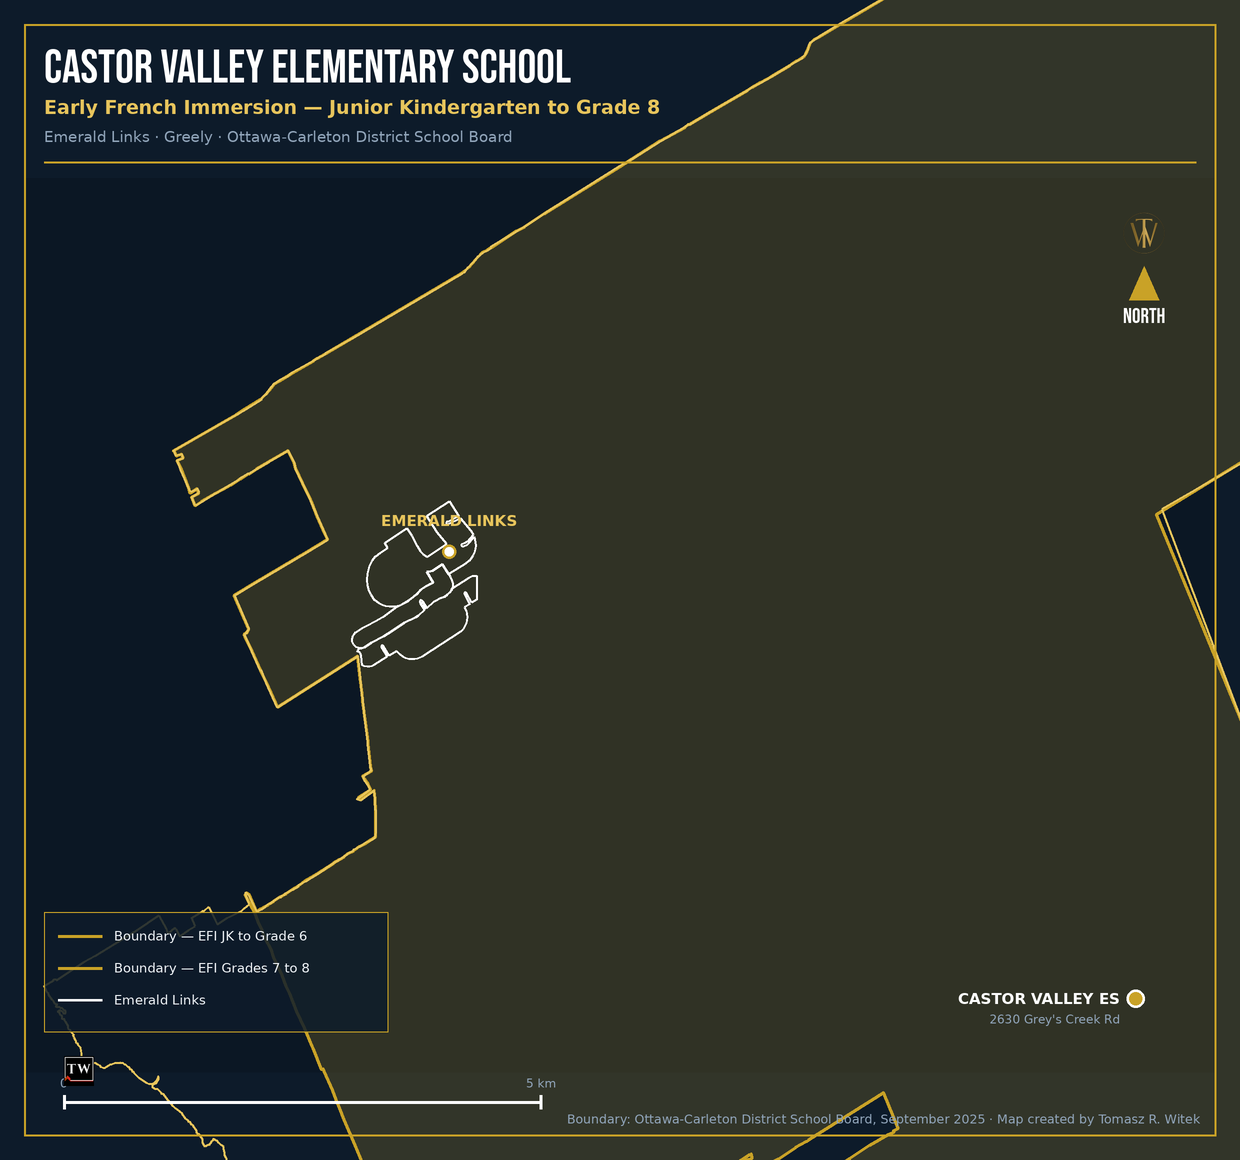 CASTOR VALLEY ELEMENTARY SCHOOL
Early French Immersion — Junior Kindergarten to Grade 8
Emerald Links · Greely · Ottawa-Carleton District School Board
TW
NORTH
EMERALD LINKS
Boundary — EFI JK to Grade 6
Boundary — EFI Grades 7 to 8
Emerald Links
CASTOR VALLEY ES
2630 Grey's Creek Rd
TW
0 5 km
Boundary: Ottawa-Carleton District School Board, September 2025 · Map created by Tomasz R. Witek